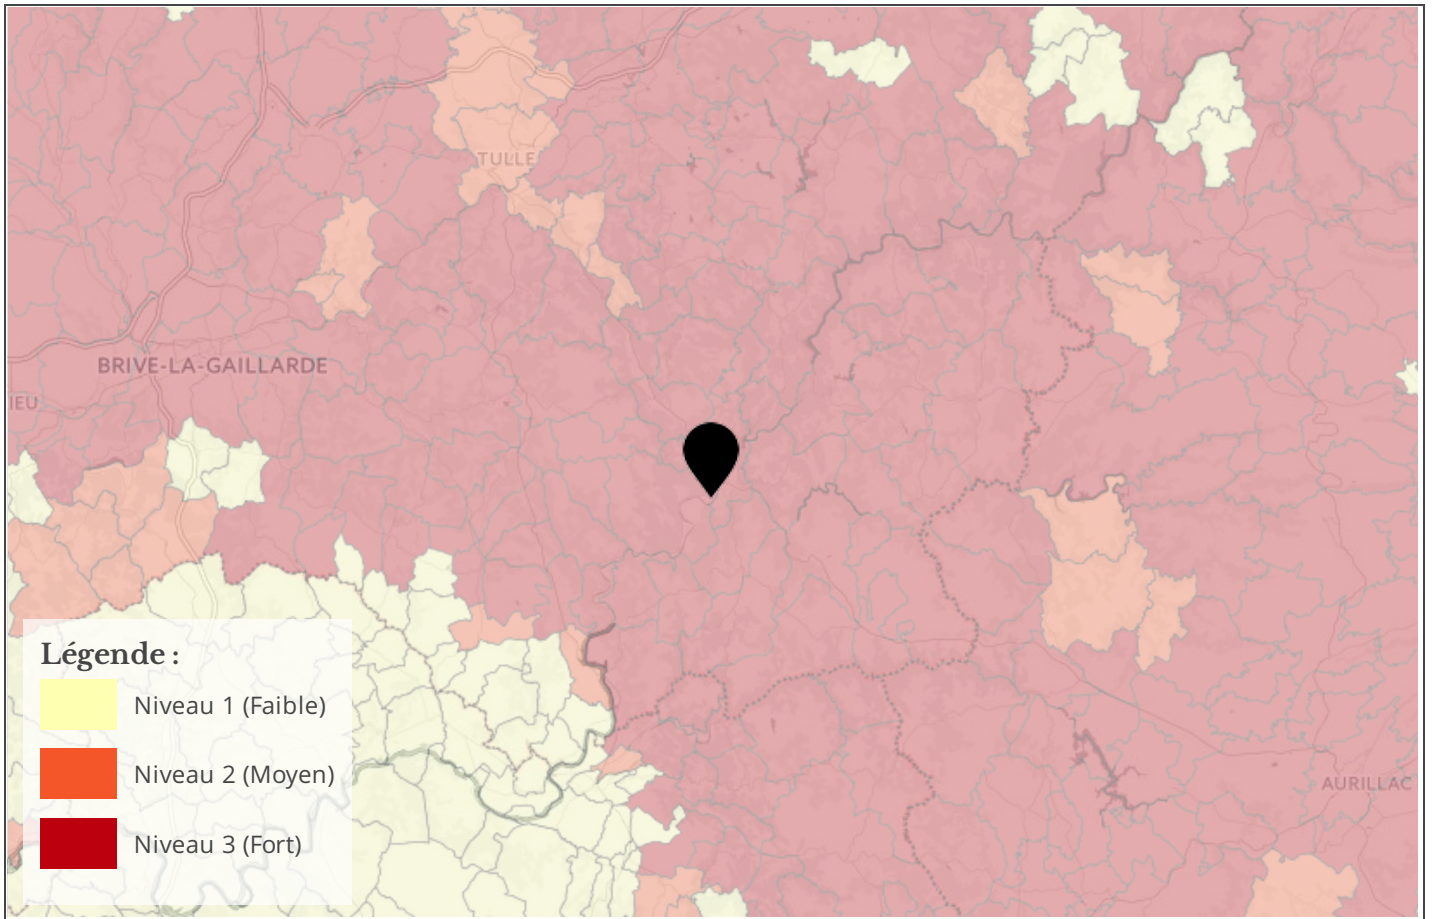 TULLE
BRIVE-LA-GAILLARDE
IEU
Légende :
Niveau 1 (Faible)
Niveau 2 (Moyen)
Niveau 3 (Fort)
AURILLAC